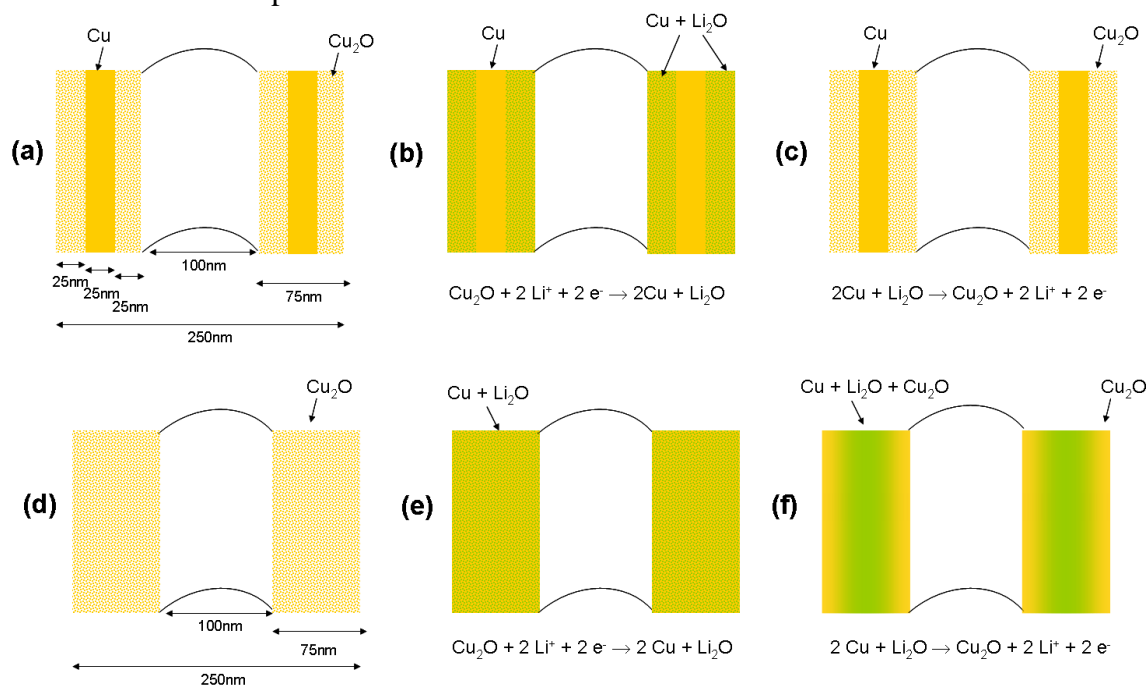 Cu
Cu₂O
(a)
100nm
25nm
25nm
25nm
75nm
250nm
Cu
Cu + Li₂O
(b)
Cu₂O + 2 Li⁺ + 2 e⁻ → 2Cu + Li₂O
Cu
Cu₂O
(c)
2Cu + Li₂O → Cu₂O + 2 Li⁺ + 2 e⁻
Cu₂O
(d)
100nm
75nm
250nm
Cu + Li₂O
(e)
Cu₂O + 2 Li⁺ + 2 e⁻ → 2 Cu + Li₂O
Cu + Li₂O + Cu₂O
Cu₂O
(f)
2 Cu + Li₂O → Cu₂O + 2 Li⁺ + 2 e⁻